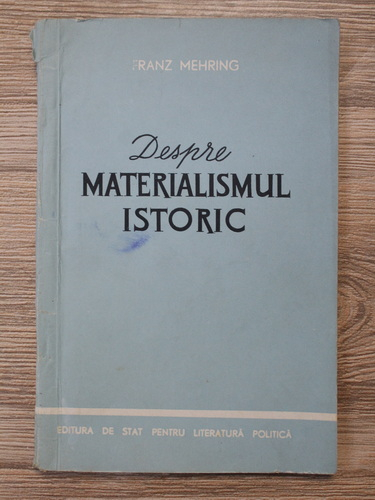 FRANZ MEHRING
Despre
MATERIALISMUL
ISTORIC
EDITURA DE STAT PENTRU LITERATURĂ POLITICĂ